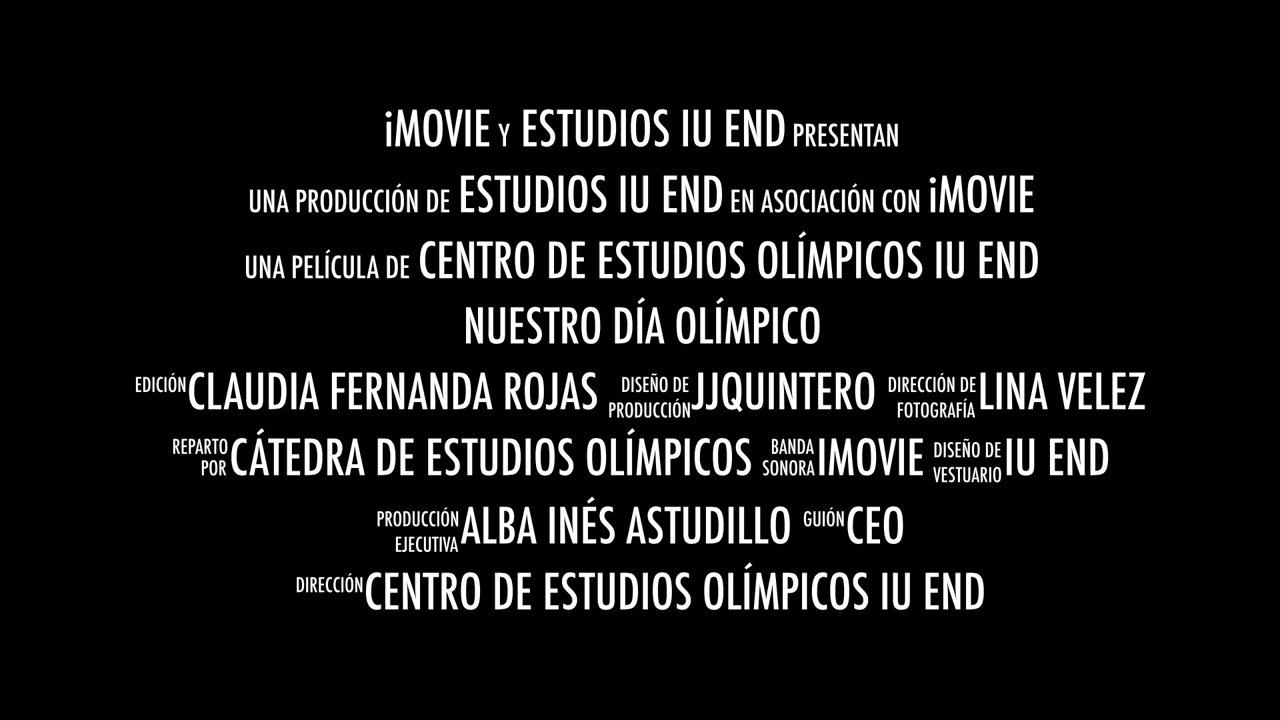 iMOVIE Y ESTUDIOS IU END PRESENTAN
UNA PRODUCCIÓN DE ESTUDIOS IU END EN ASOCIACIÓN CON iMOVIE
UNA PELÍCULA DE CENTRO DE ESTUDIOS OLÍMPICOS IU END
NUESTRO DÍA OLÍMPICO
EDICIÓN CLAUDIA FERNANDA ROJAS DISEÑO DE PRODUCCIÓN JJQUINTERO DIRECCIÓN DE FOTOGRAFÍA LINA VELEZ
REPARTO POR CÁTEDRA DE ESTUDIOS OLÍMPICOS BANDA SONORA IMOVIE DISEÑO DE VESTUARIO IU END
PRODUCCIÓN EJECUTIVA ALBA INÉS ASTUDILLO GUIÓN CEO
DIRECCIÓN CENTRO DE ESTUDIOS OLÍMPICOS IU END